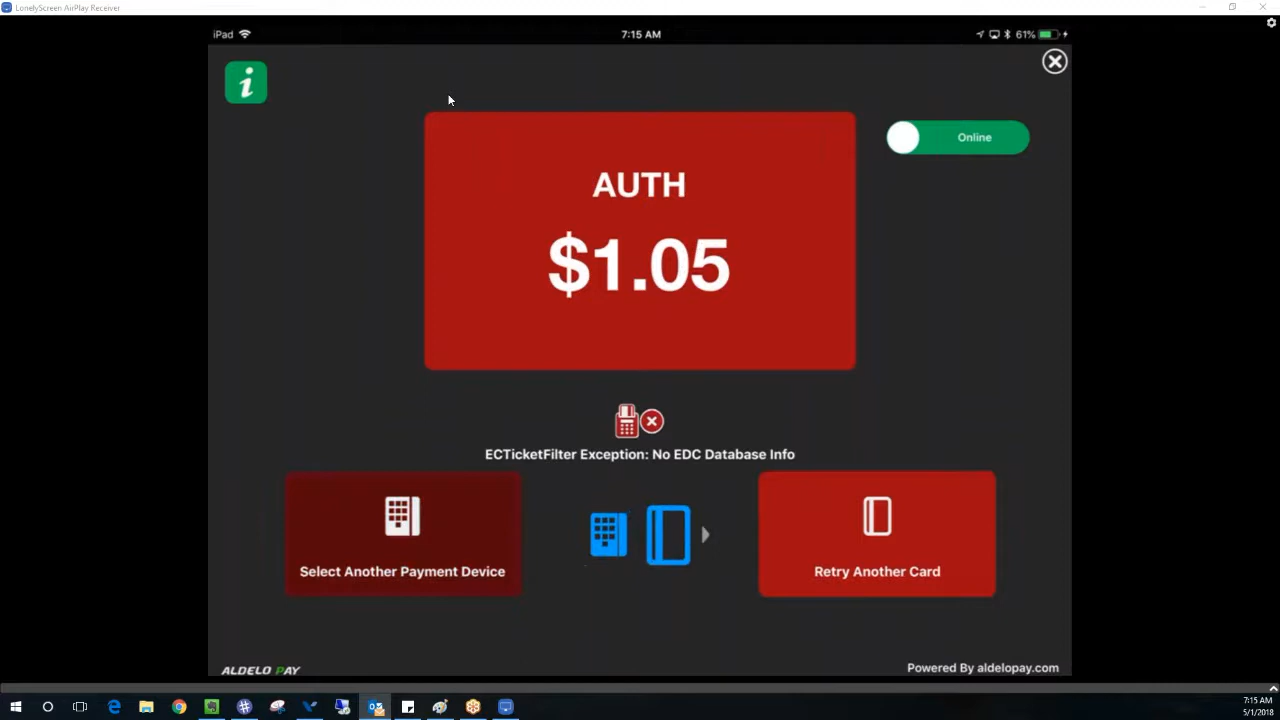 LonelyScreen AirPlay Receiver
iPad 7:15 AM 61%
i
AUTH
$1.05
Online
ECTicketFilter Exception: No EDC Database Info
Select Another Payment Device
Retry Another Card
ALDELO PAY
Powered By aldelopay.com
7:15 AM
5/1/2018